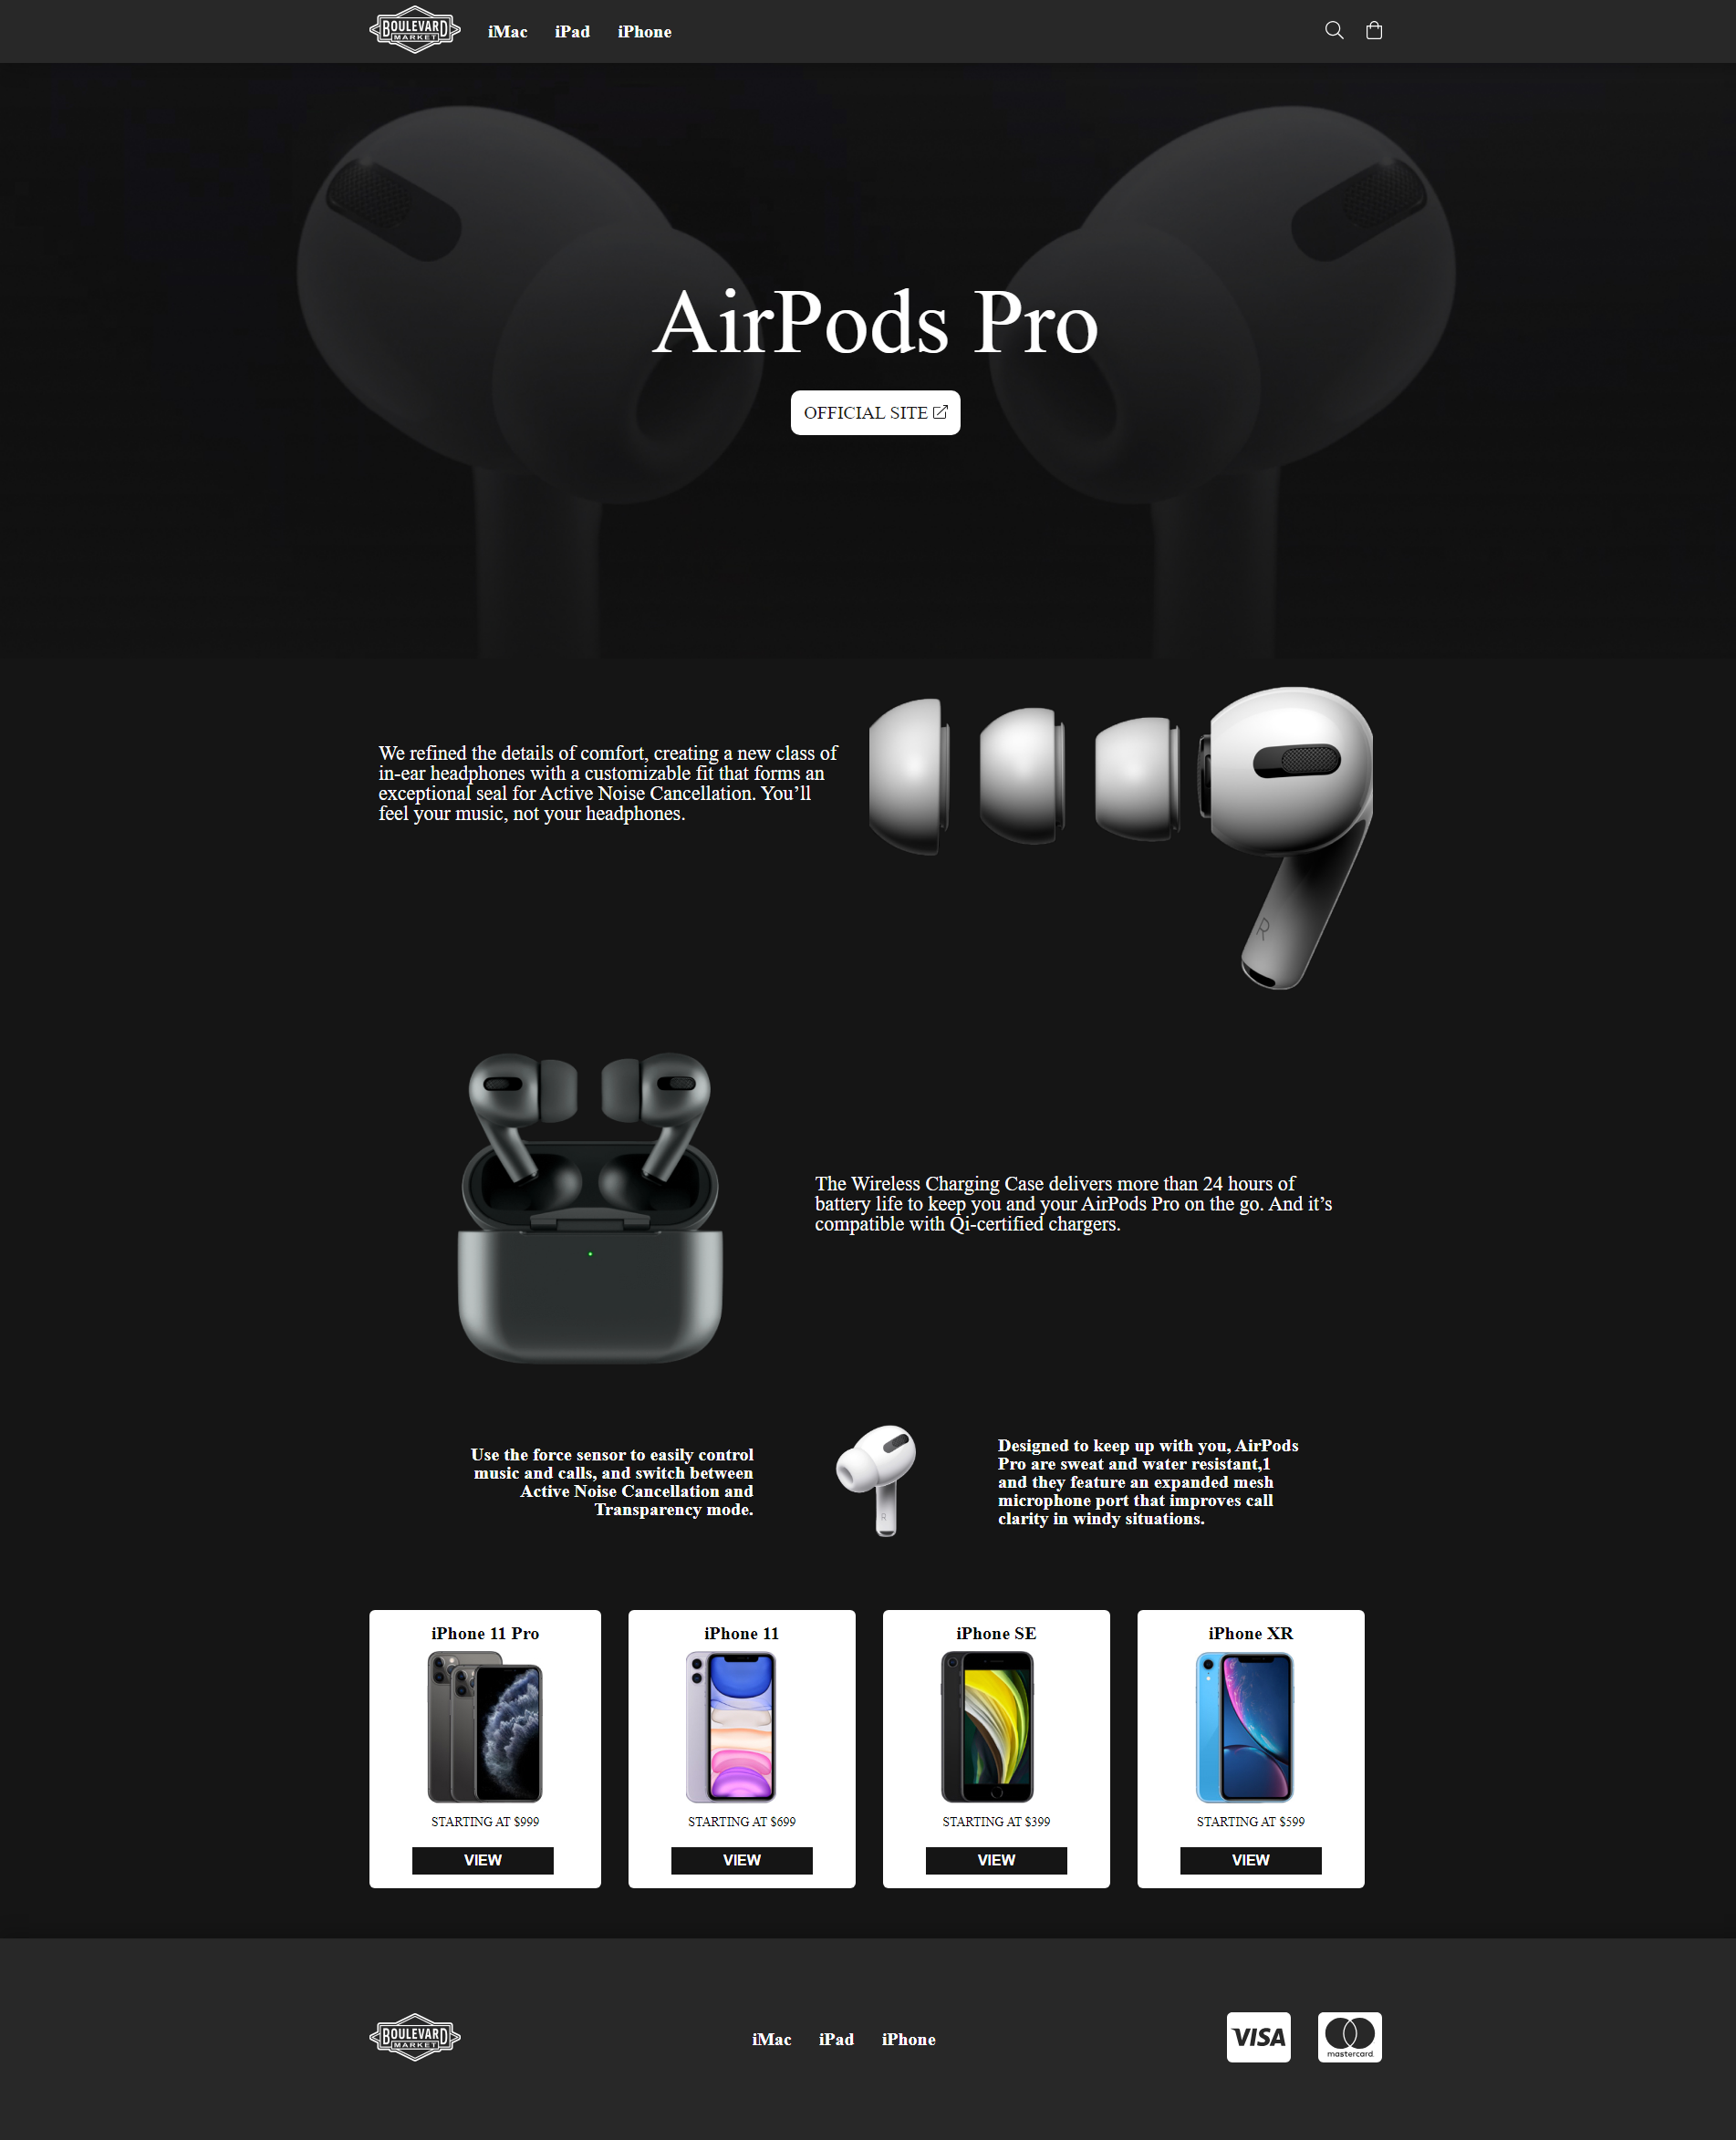 BOULEVARD
MARKET
iMac iPad iPhone
AirPods Pro
OFFICIAL SITE
We refined the details of comfort, creating a new class of
in-ear headphones with a customizable fit that forms an
exceptional seal for Active Noise Cancellation. You’ll
feel your music, not your headphones.
R
The Wireless Charging Case delivers more than 24 hours of
battery life to keep you and your AirPods Pro on the go. And it’s
compatible with Qi-certified chargers.
Use the force sensor to easily control
music and calls, and switch between
Active Noise Cancellation and
Transparency mode.
R
Designed to keep up with you, AirPods
Pro are sweat and water resistant,1
and they feature an expanded mesh
microphone port that improves call
clarity in windy situations.
iPhone 11 Pro
STARTING AT $999
VIEW
iPhone 11
STARTING AT $699
VIEW
iPhone SE
STARTING AT $399
VIEW
iPhone XR
STARTING AT $599
VIEW
BOULEVARD
MARKET
iMac iPad iPhone
VISA
mastercard